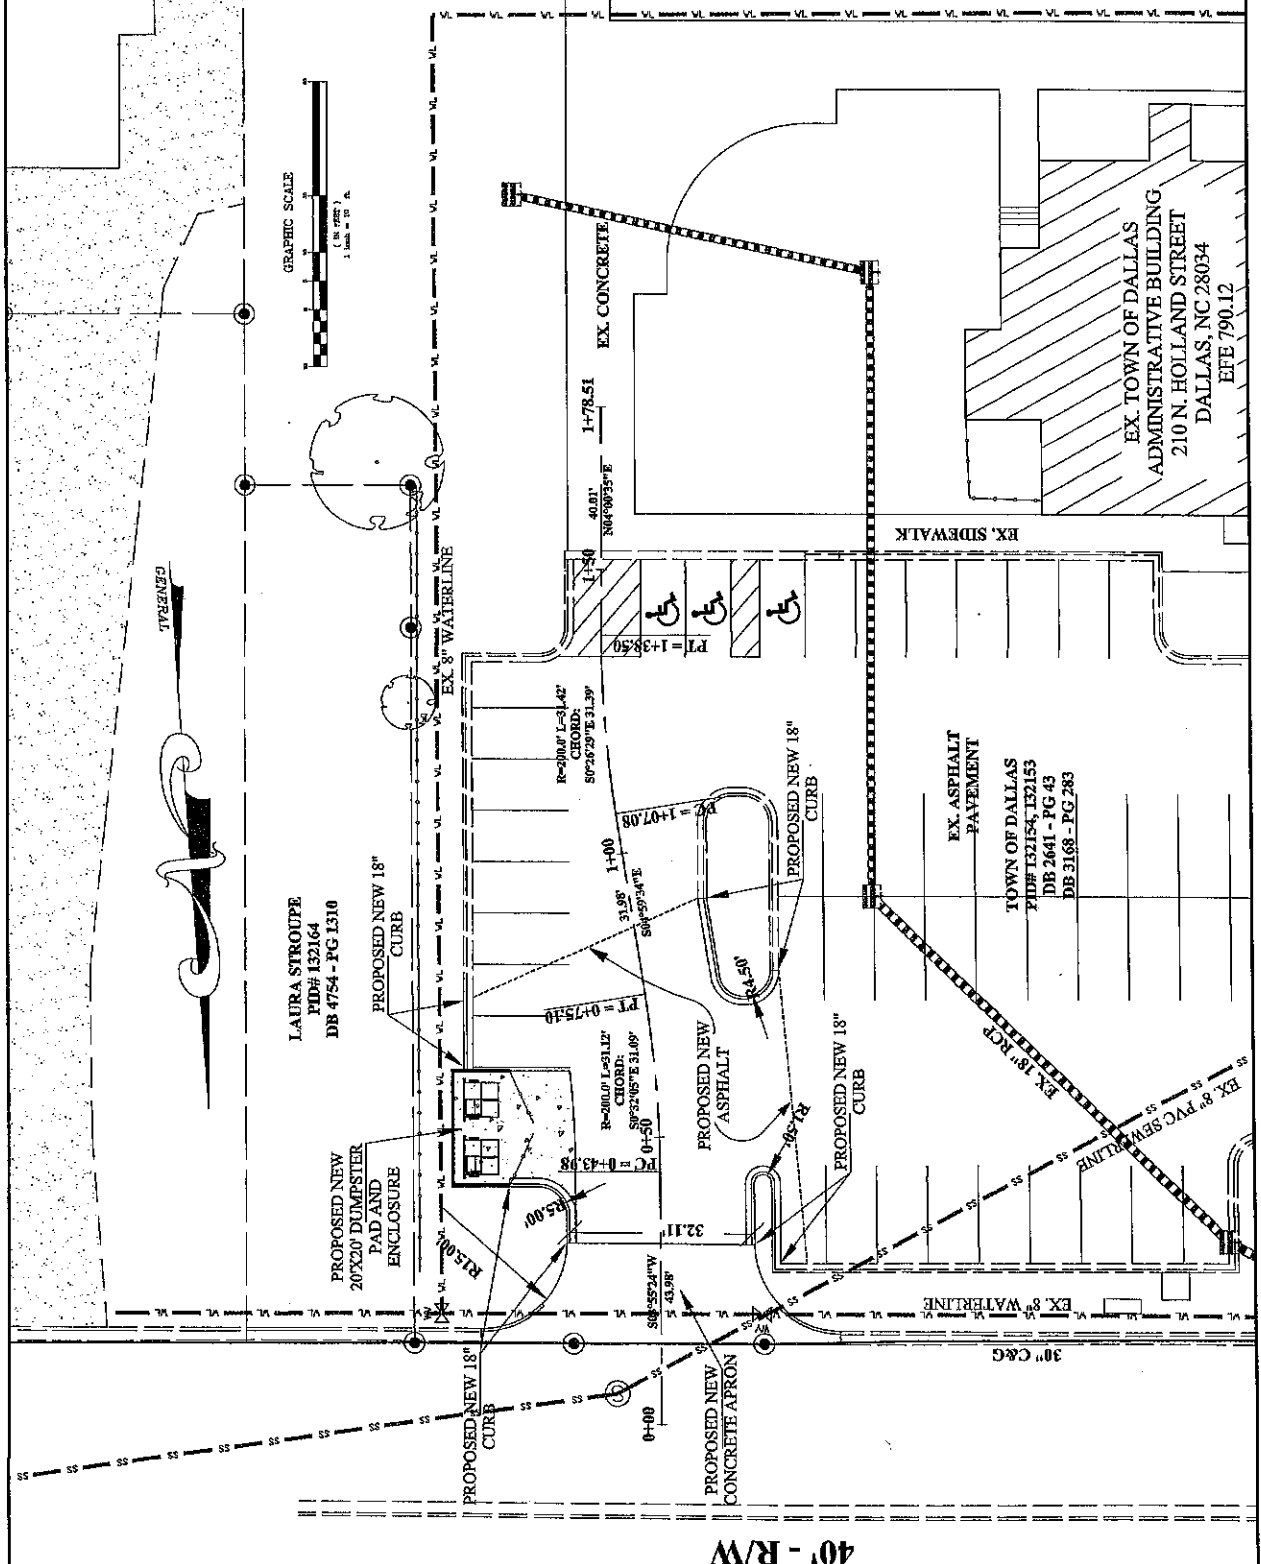 GRAPHIC SCALE
( IN FEET )
GENERAL
EX. CONCRETE
EX. TOWN OF DALLAS
ADMINISTRATIVE BUILDING
210 N. HOLLAND STREET
DALLAS, NC 28034
EFE 790.12
1+78.51
40.01'
N04°00'35"E
1+50
EX. SIDEWALK
EX. 8" WATERLINE
PT = 1+38.50
R=200.0' L=31.42'
CHORD:
S0°26'29"E 31.39'
PC = 1+07.08
1+00
31.98'
S04°59'34"E
PROPOSED NEW 18"
CURB
EX. ASPHALT
PAVEMENT
TOWN OF DALLAS
PID# 132154, 132153
DB 2641 - PG 43
DB 3168 - PG 283
LAURA STROUPE
PID# 132164
DB 4754 - PG 1310
PROPOSED NEW 18"
CURB
PT = 0+75.10
R=200.0' L=31.12'
CHORD:
S0°32'05"E 31.09'
0+50
PC = 0+43.98
R4.50'
PROPOSED NEW
ASPHALT
R1.50'
PROPOSED NEW 18"
CURB
EX. 18" RCP
EX. 8" PVC SEWERLINE
PROPOSED NEW
20'X20' DUMPSTER
PAD AND
ENCLOSURE
R5.00'
R15.00'
32.11'
43.98'
EX. 8" WATERLINE
30" C&G
PROPOSED NEW 18"
CURB
0+00
PROPOSED NEW
CONCRETE APRON
40' - R/W